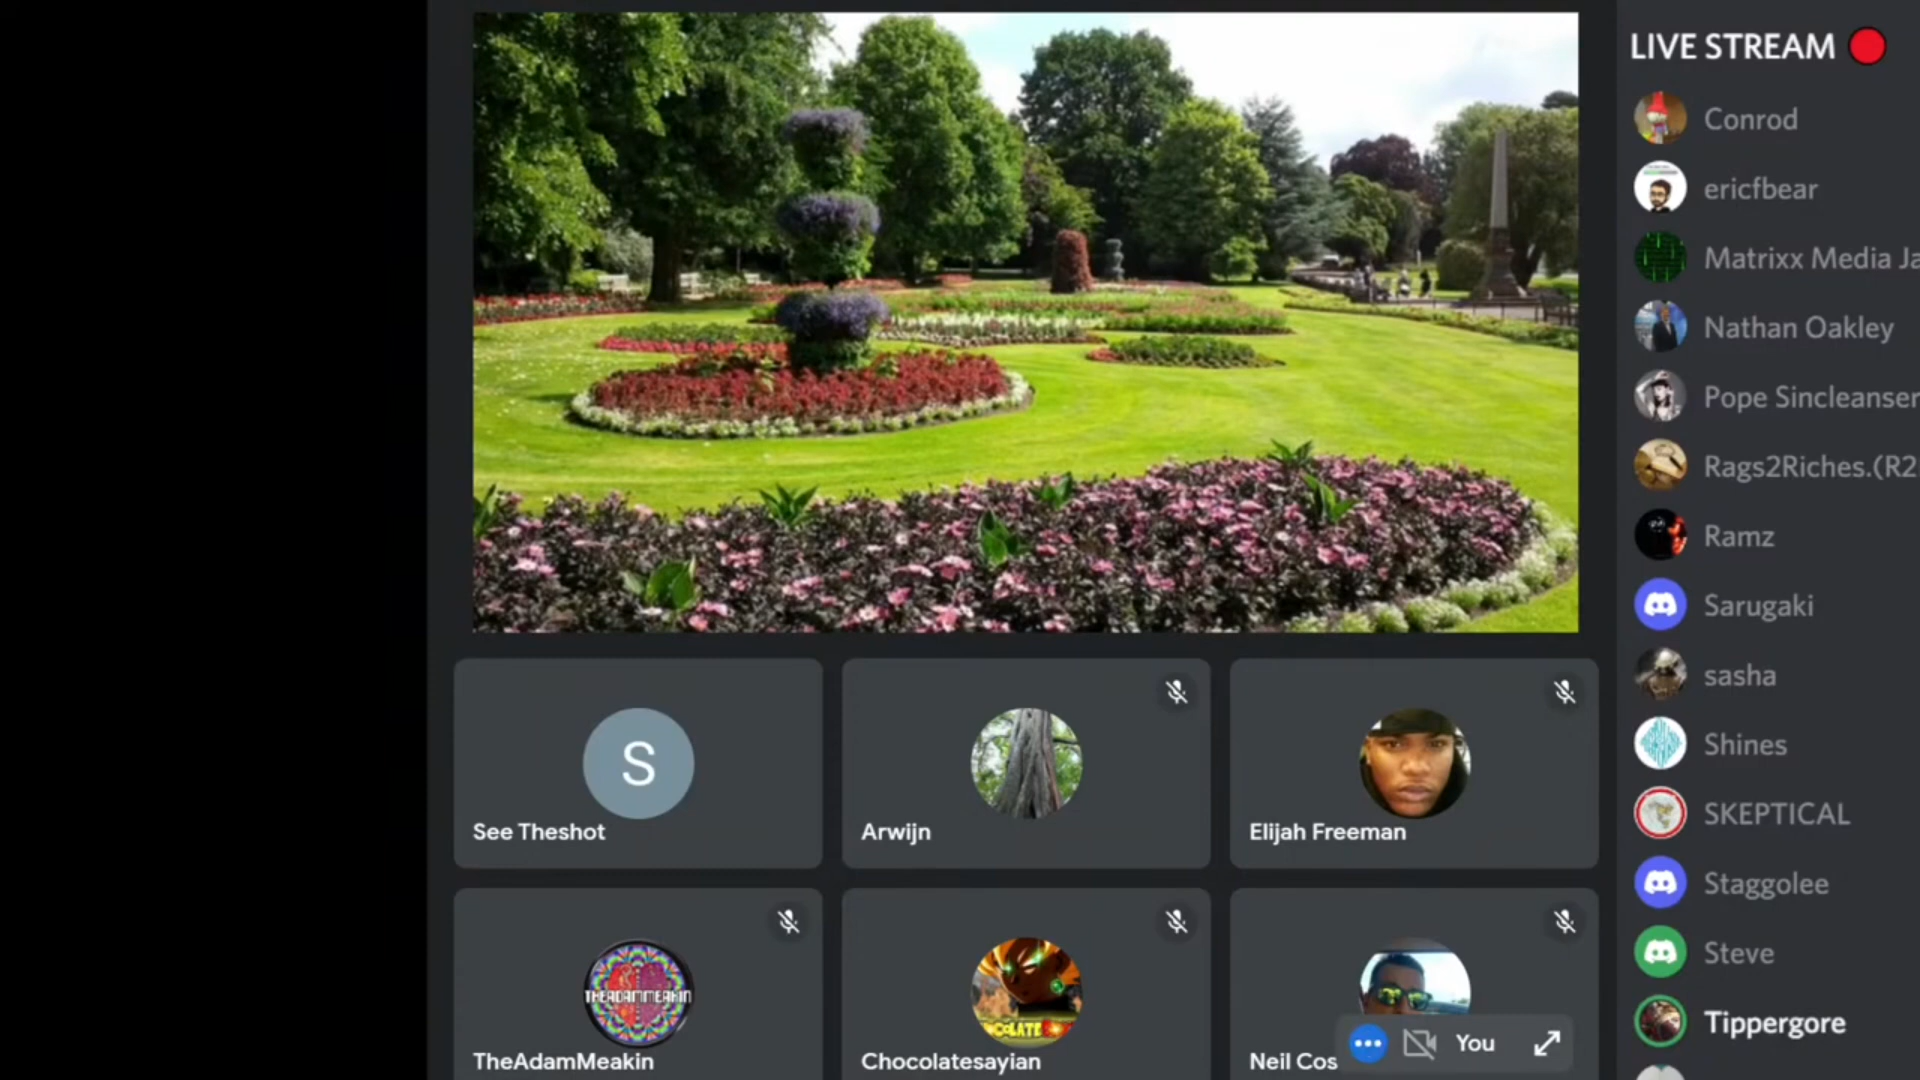 LIVE STREAM
Conrod
ericfbear
Matrixx Media Ja
Nathan Oakley
Pope Sincleanser
Rags2Riches.(R2
Ramz
Sarugaki
sasha
Shines
SKEPTICAL
Staggolee
Steve
Tippergore
S
See Theshot
Arwijn
Elijah Freeman
THEADAMMEAKIN
TheAdamMeakin
Chocolatesayian
Neil Cos
You